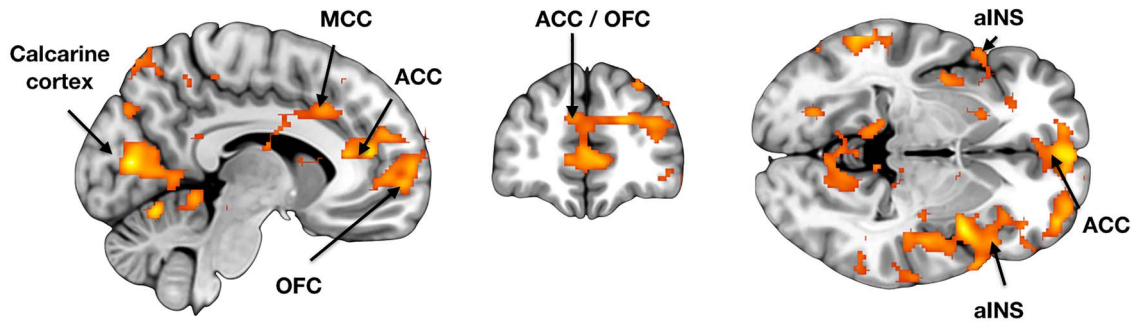 MCC
Calcarine
cortex
ACC
OFC
ACC / OFC
aINS
ACC
aINS